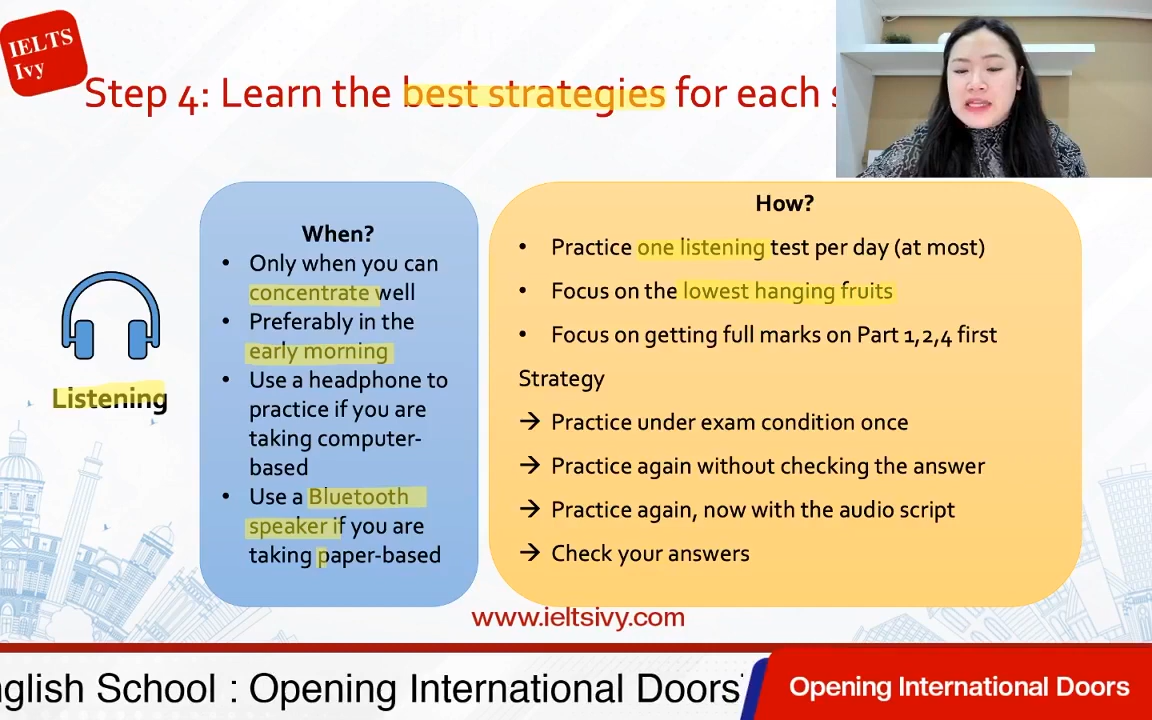 IELTS
Ivy
Step 4: Learn the best strategies for each
When?
• Only when you can
concentrate well
• Preferably in the
early morning
• Use a headphone to
practice if you are
taking computer-
based
• Use a Bluetooth
speaker if you are
taking paper-based
How?
• Practice one listening test per day (at most)
• Focus on the lowest hanging fruits
• Focus on getting full marks on Part 1,2,4 first
Strategy
→ Practice under exam condition once
→ Practice again without checking the answer
→ Practice again, now with the audio script
→ Check your answers
Listening
www.ieltsivy.com
nglish School : Opening International Doors
Opening International Doors